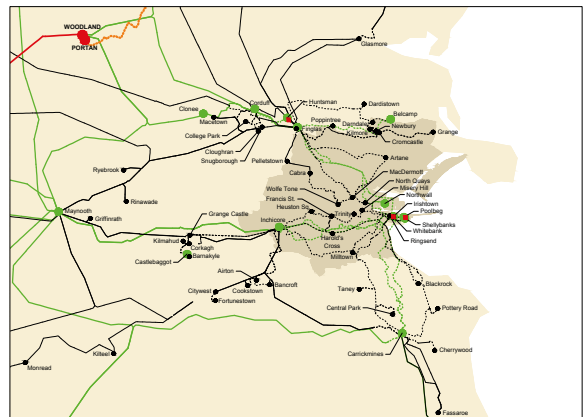 WOODLAND
PORTAN
Glasmore
Clonee
Corduff
Macetown
Huntsman
Dardistown
College Park
Finglas
Poppintree
Darndale
Belcamp
Newbury
Kilmore
Grange
Cromcastle
Cloughran
Snugborough
Pelletstown
Artane
Cabra
MacDermott
Ryebrook
Wolfe Tone
North Quays
Misery Hill
Francis St.
Northwall
Rinawade
Heuston Sq.
Irishtown
Maynooth
Griffinrath
Grange Castle
Inchicore
Trinity
Poolbeg
Shellybanks
Kilmahud
Harold's
Cross
Whitebank
Ringsend
Corkagh
Castlebaggot
Barnakyle
Milltown
Airton
Citywest
Cookstown
Bancroft
Fortunestown
Taney
Blackrock
Central Park
Pottery Road
Carrickmines
Cherrywood
Kilteel
Monread
Fassaroe